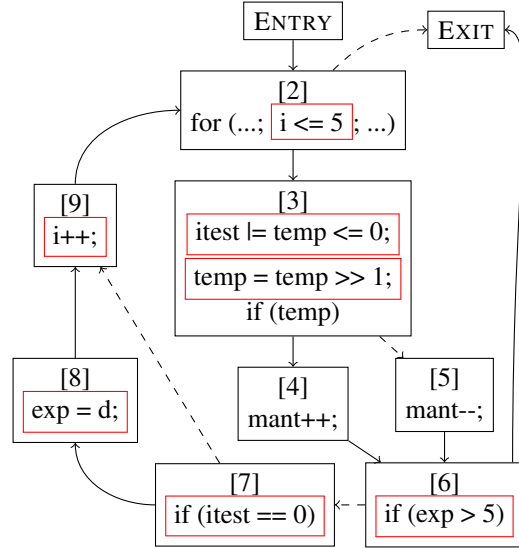 ENTRY
EXIT
[2]
for (...; i <= 5 ; ...)
[3]
itest |= temp <= 0;
temp = temp >> 1;
if (temp)
[9]
i++;
[8]
exp = d;
[4]
mant++;
[5]
mant--;
[7]
if (itest == 0)
[6]
if (exp > 5)